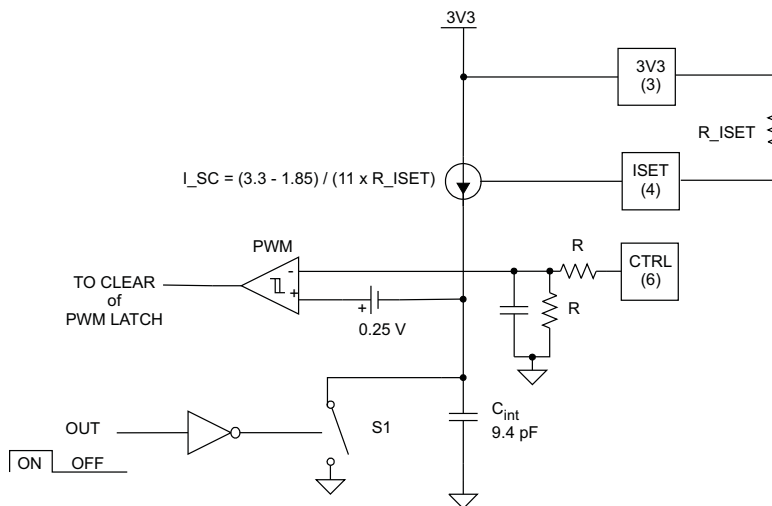 3V3
3V3
(3)
R_ISET
I_SC = (3.3 - 1.85) / (11 x R_ISET)
ISET
(4)
PWM
R
CTRL
(6)
-
+
TO CLEAR
of
PWM LATCH
+
0.25 V
R
OUT
S1
Cint
9.4 pF
ON OFF